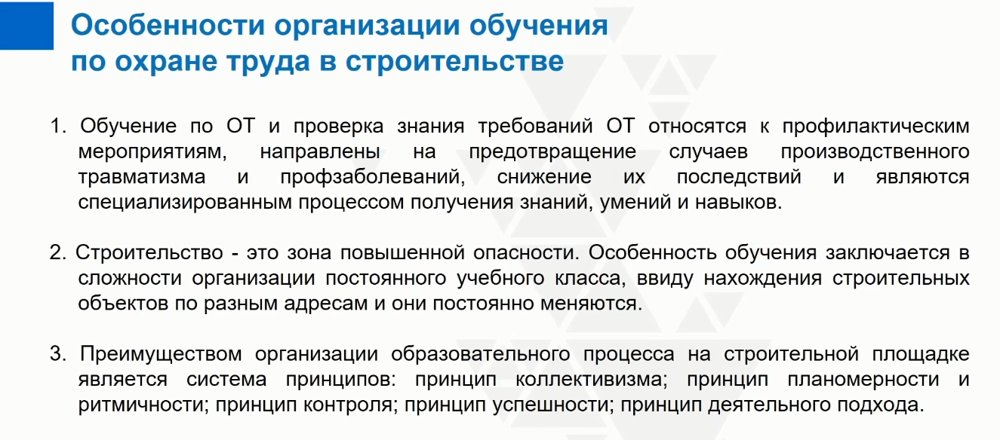 Особенности организации обучения
по охране труда в строительстве
1. Обучение по ОТ и проверка знания требований ОТ относятся к профилактическим
мероприятиям, направлены на предотвращение случаев производственного
травматизма и профзаболеваний, снижение их последствий и являются
специализированным процессом получения знаний, умений и навыков.
2. Строительство - это зона повышенной опасности. Особенность обучения заключается в
сложности организации постоянного учебного класса, ввиду нахождения строительных
объектов по разным адресам и они постоянно меняются.
3. Преимуществом организации образовательного процесса на строительной площадке
является система принципов: принцип коллективизма; принцип планомерности и
ритмичности; принцип контроля; принцип успешности; принцип деятельного подхода.